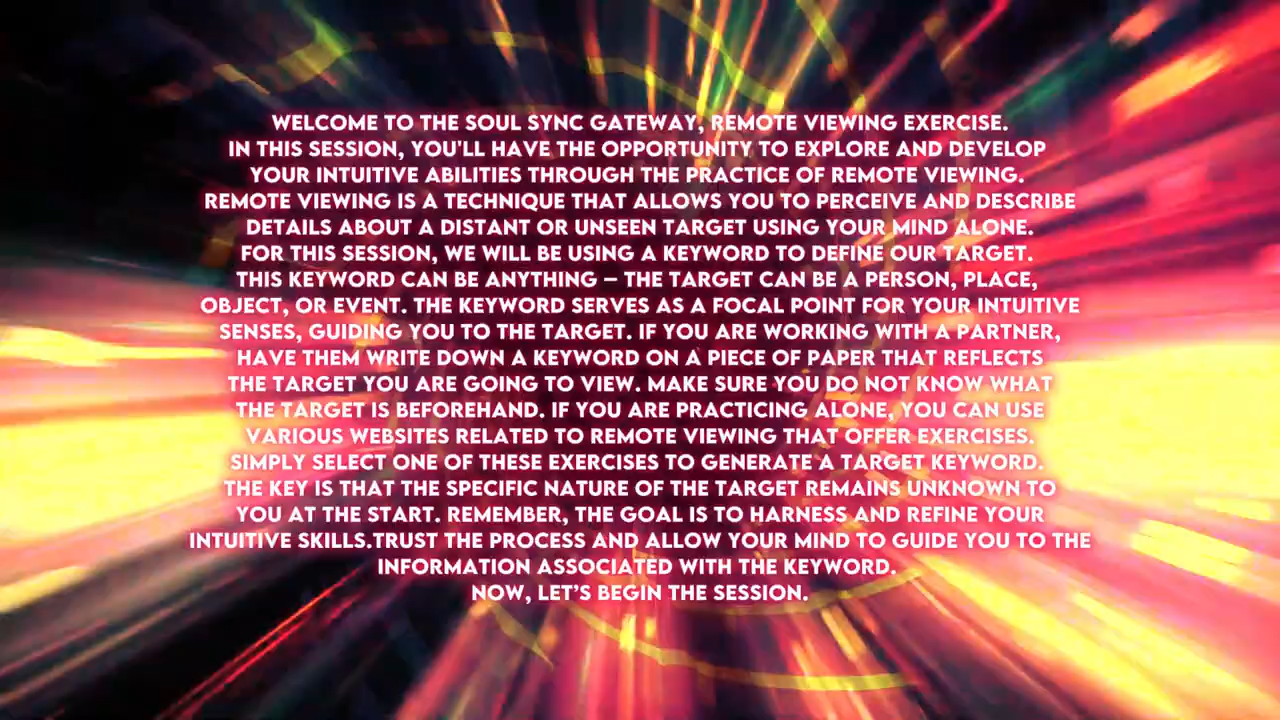 WELCOME TO THE SOUL SYNC GATEWAY, REMOTE VIEWING EXERCISE.
IN THIS SESSION, YOU'LL HAVE THE OPPORTUNITY TO EXPLORE AND DEVELOP
YOUR INTUITIVE ABILITIES THROUGH THE PRACTICE OF REMOTE VIEWING.
REMOTE VIEWING IS A TECHNIQUE THAT ALLOWS YOU TO PERCEIVE AND DESCRIBE
DETAILS ABOUT A DISTANT OR UNSEEN TARGET USING YOUR MIND ALONE.
FOR THIS SESSION, WE WILL BE USING A KEYWORD TO DEFINE OUR TARGET.
THIS KEYWORD CAN BE ANYTHING – THE TARGET CAN BE A PERSON, PLACE,
OBJECT, OR EVENT. THE KEYWORD SERVES AS A FOCAL POINT FOR YOUR INTUITIVE
SENSES, GUIDING YOU TO THE TARGET. IF YOU ARE WORKING WITH A PARTNER,
HAVE THEM WRITE DOWN A KEYWORD ON A PIECE OF PAPER THAT REFLECTS
THE TARGET YOU ARE GOING TO VIEW. MAKE SURE YOU DO NOT KNOW WHAT
THE TARGET IS BEFOREHAND. IF YOU ARE PRACTICING ALONE, YOU CAN USE
VARIOUS WEBSITES RELATED TO REMOTE VIEWING THAT OFFER EXERCISES.
SIMPLY SELECT ONE OF THESE EXERCISES TO GENERATE A TARGET KEYWORD.
THE KEY IS THAT THE SPECIFIC NATURE OF THE TARGET REMAINS UNKNOWN TO
YOU AT THE START. REMEMBER, THE GOAL IS TO HARNESS AND REFINE YOUR
INTUITIVE SKILLS.TRUST THE PROCESS AND ALLOW YOUR MIND TO GUIDE YOU TO THE
INFORMATION ASSOCIATED WITH THE KEYWORD.
NOW, LET’S BEGIN THE SESSION.